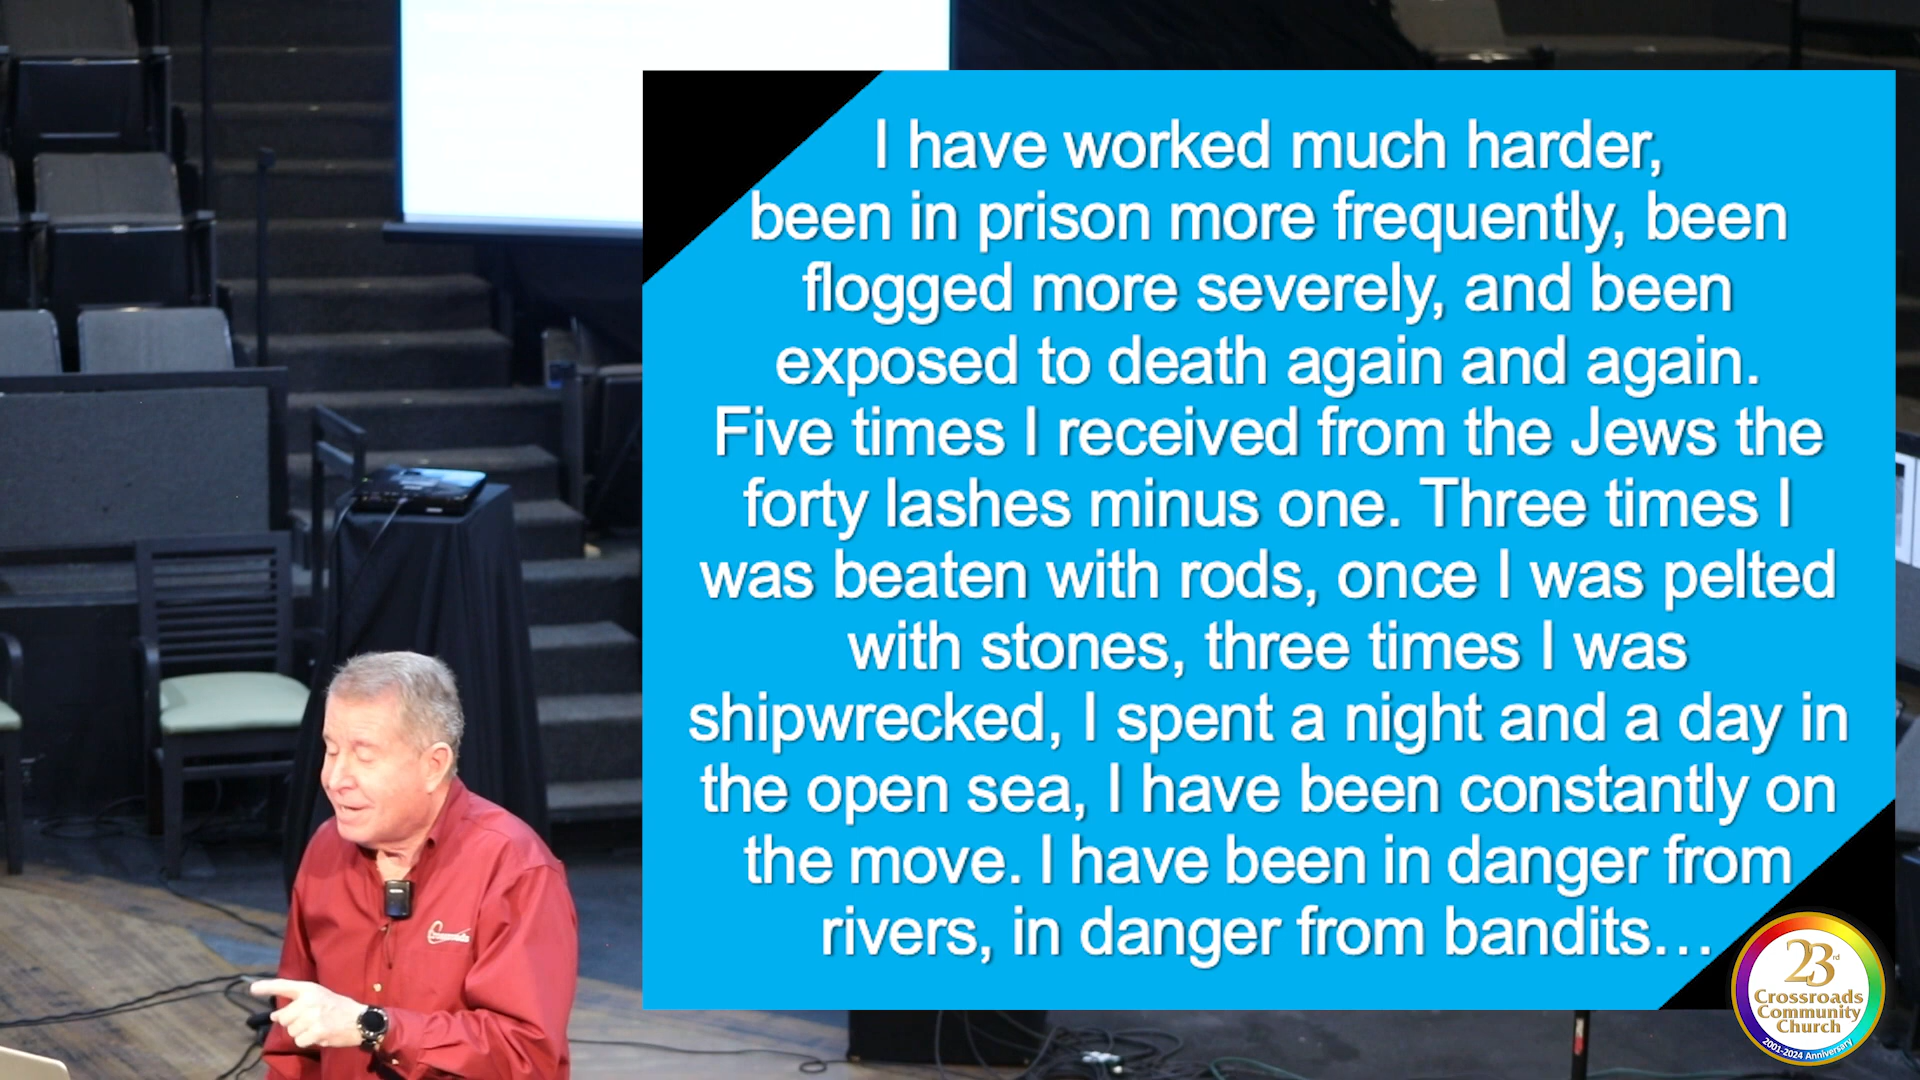 I have worked much harder,
been in prison more frequently, been
flogged more severely, and been
exposed to death again and again.
Five times I received from the Jews the
forty lashes minus one. Three times I
was beaten with rods, once I was pelted
with stones, three times I was
shipwrecked, I spent a night and a day in
the open sea, I have been constantly on
the move. I have been in danger from
rivers, in danger from bandits…
Crossroads
23rd
Crossroads
Community
Church
2001-2024 Anniversary